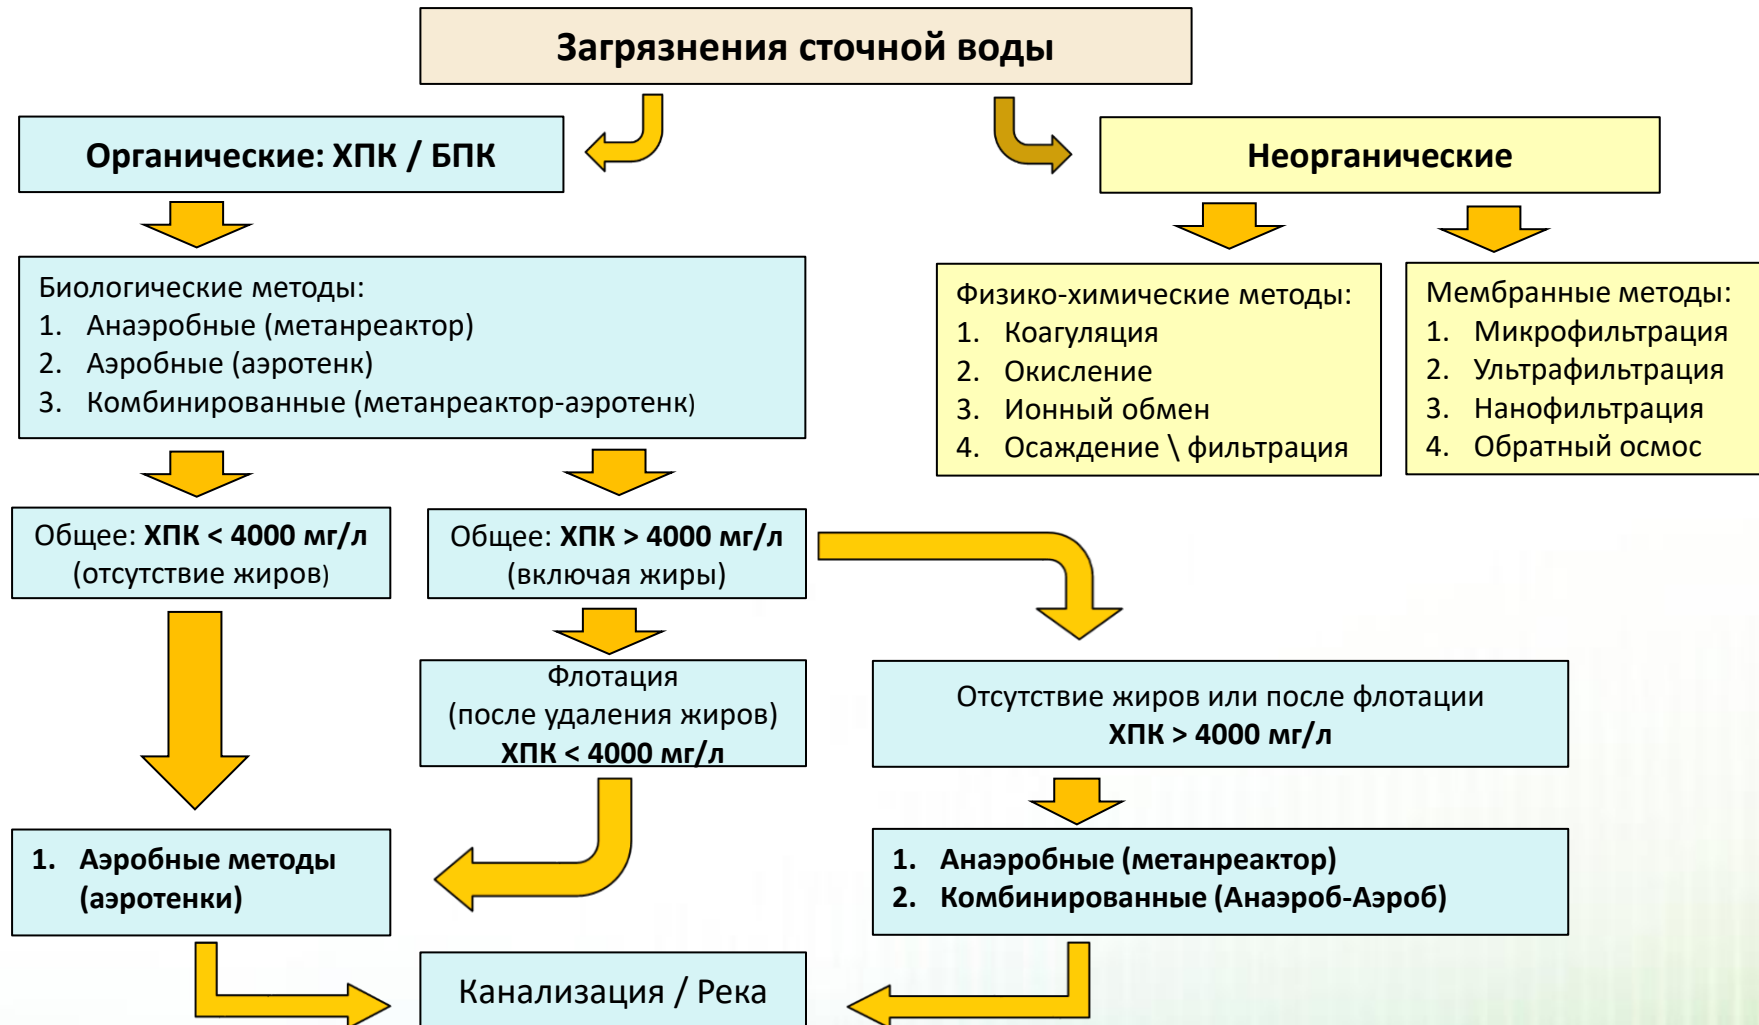 Загрязнения сточной воды
Органические: ХПК / БПК
Неорганические
Биологические методы:
1. Анаэробные (метанреактор)
2. Аэробные (аэротенк)
3. Комбинированные (метанреактор-аэротенк)
Физико-химические методы:
1. Коагуляция
2. Окисление
3. Ионный обмен
4. Осаждение \ фильтрация
Мембранные методы:
1. Микрофильтрация
2. Ультрафильтрация
3. Нанофильтрация
4. Обратный осмос
Общее: ХПК < 4000 мг/л
(отсутствие жиров)
Общее: ХПК > 4000 мг/л
(включая жиры)
Флотация
(после удаления жиров)
ХПК < 4000 мг/л
Отсутствие жиров или после флотации
ХПК > 4000 мг/л
1. Аэробные методы
(аэротенки)
1. Анаэробные (метанреактор)
2. Комбинированные (Анаэроб-Аэроб)
Канализация / Река